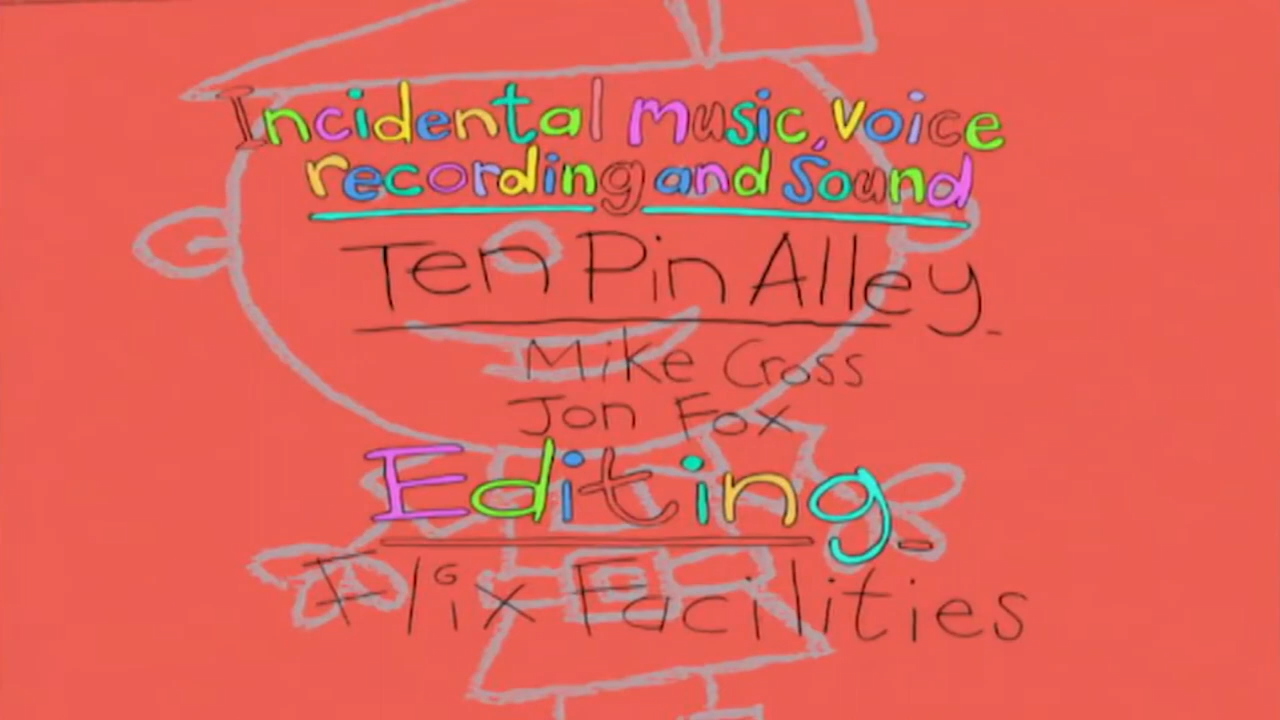 Incidental music, voice
recording and Sound
Ten Pin Alley
Mike Cross
Jon Fox
Editing
Flix Facilities